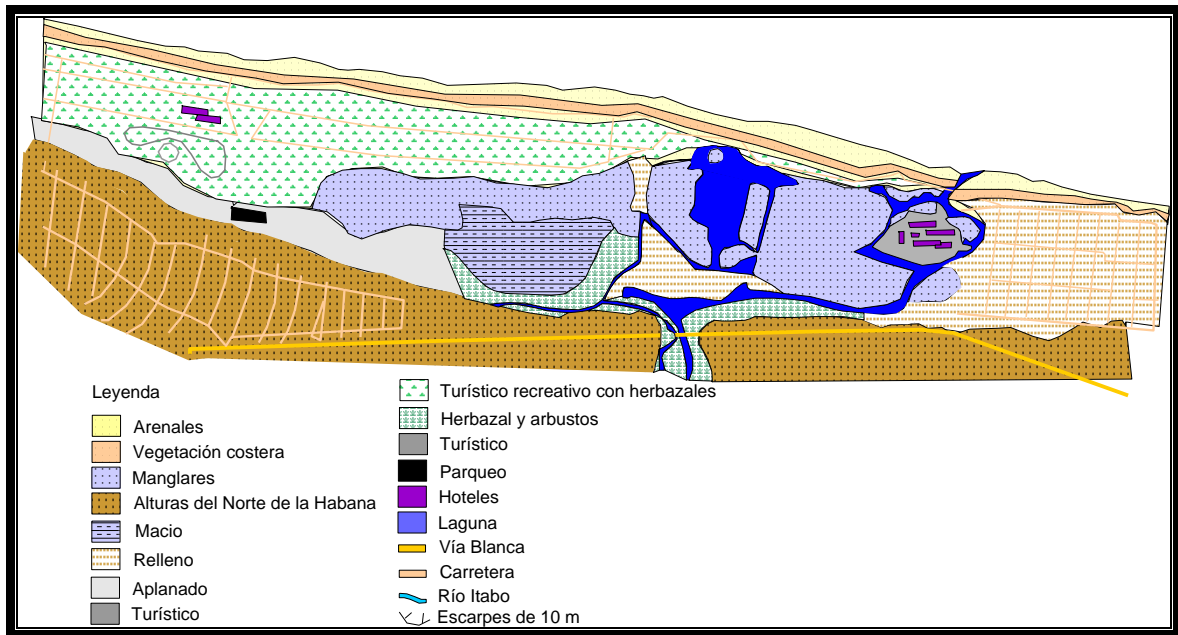 Leyenda
Arenales
Vegetación costera
Manglares
Alturas del Norte de la Habana
Macio
Relleno
Aplanado
Turístico
Turístico recreativo con herbazales
Herbazal y arbustos
Turístico
Parqueo
Hoteles
Laguna
Vía Blanca
Carretera
Río Itabo
Escarpes de 10 m